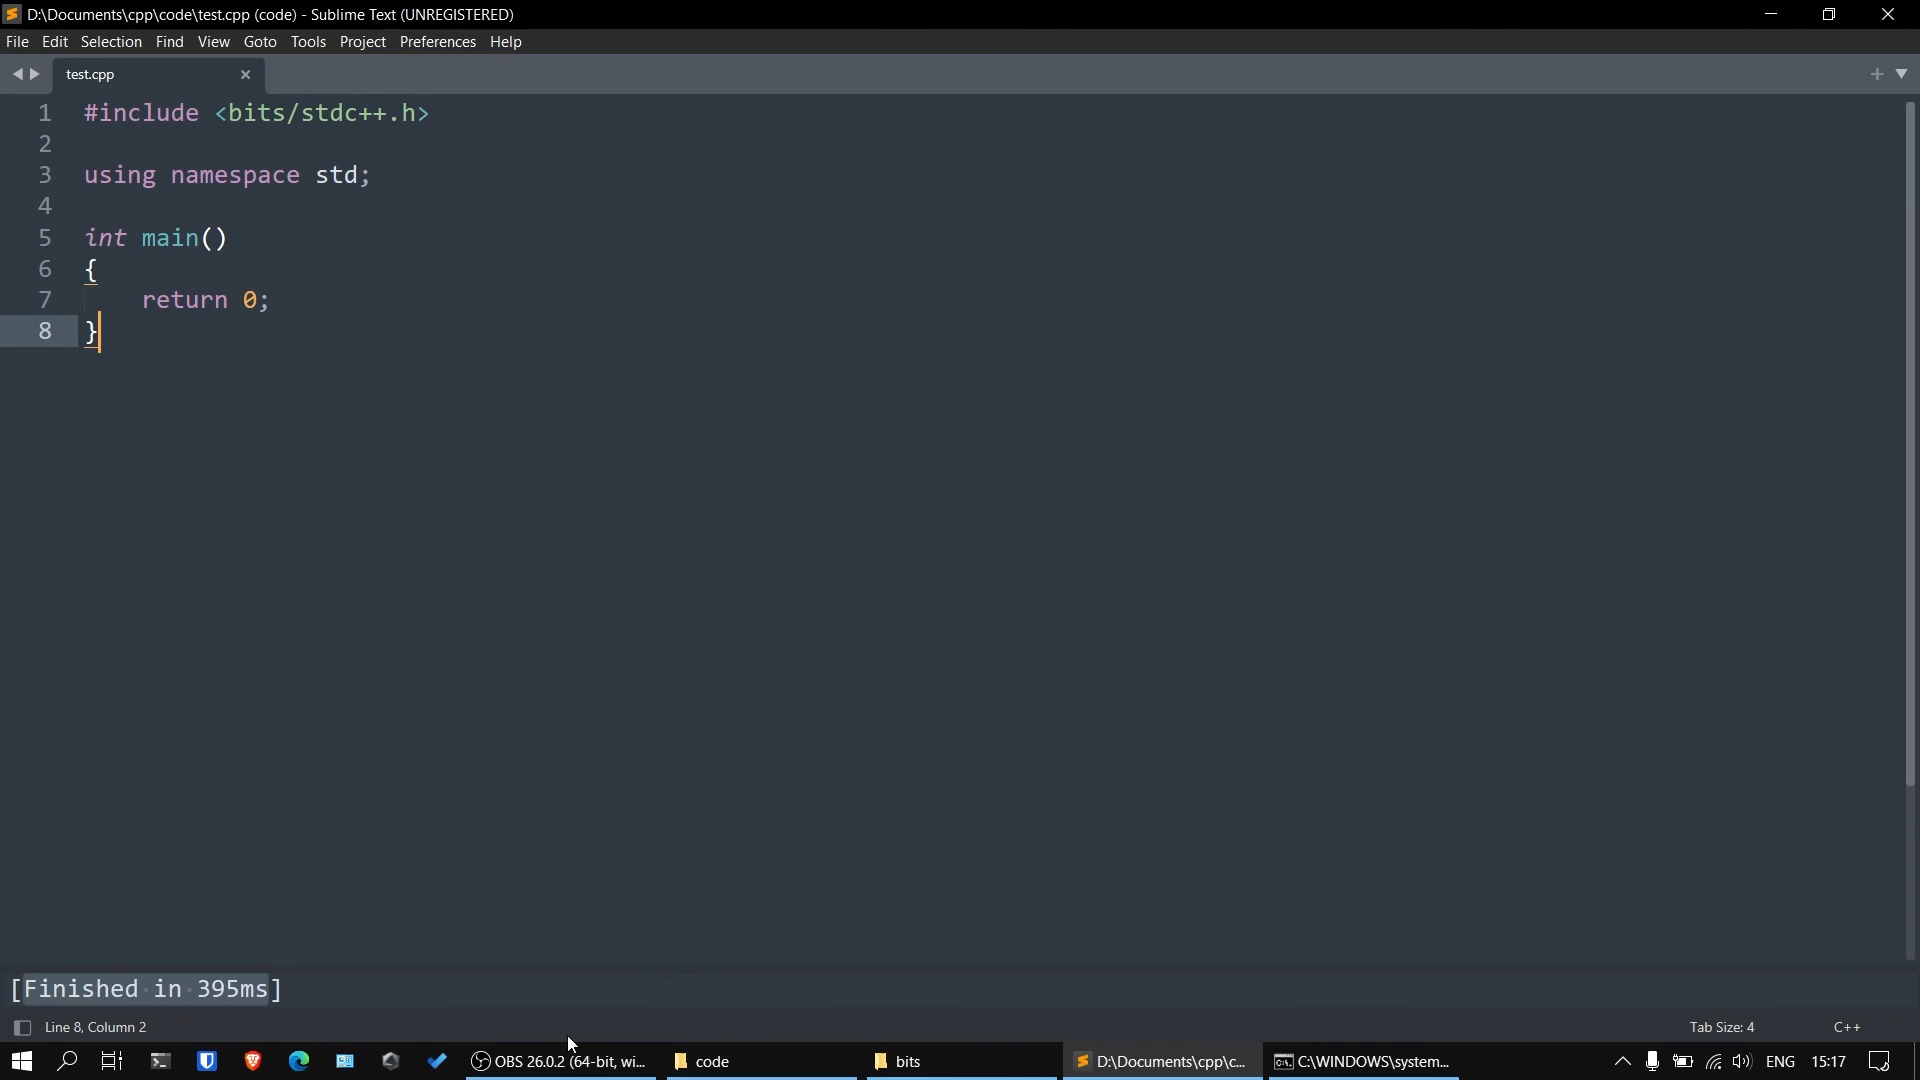 D:\Documents\cpp\code\test.cpp (code) - Sublime Text (UNREGISTERED)
File Edit Selection Find View Goto Tools Project Preferences Help
test.cpp
1 #include <bits/stdc++.h>
2
3 using namespace std;
4
5 int main()
6 {
7 return 0;
8 }
[Finished in 395ms]
Line 8, Column 2 Tab Size: 4 C++
OBS 26.0.2 (64-bit, wi... code bits D:\Documents\cpp\c... C:\WINDOWS\system... ENG 15:17